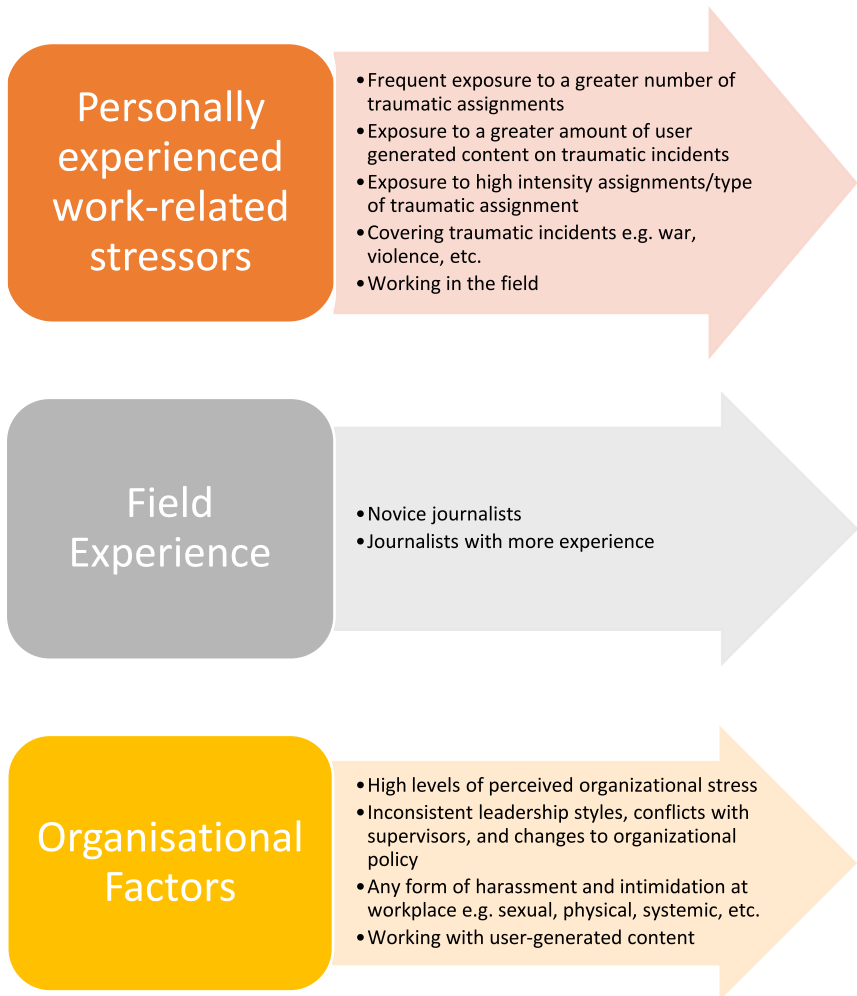 Personally
experienced
work-related
stressors
•Frequent exposure to a greater number of
traumatic assignments
•Exposure to a greater amount of user
generated content on traumatic incidents
•Exposure to high intensity assignments/type
of traumatic assignment
•Covering traumatic incidents e.g. war,
violence, etc.
•Working in the field
Field
Experience
•Novice journalists
•Journalists with more experience
Organisational
Factors
•High levels of perceived organizational stress
•Inconsistent leadership styles, conflicts with
supervisors, and changes to organizational
policy
•Any form of harassment and intimidation at
workplace e.g. sexual, physical, systemic, etc.
•Working with user-generated content